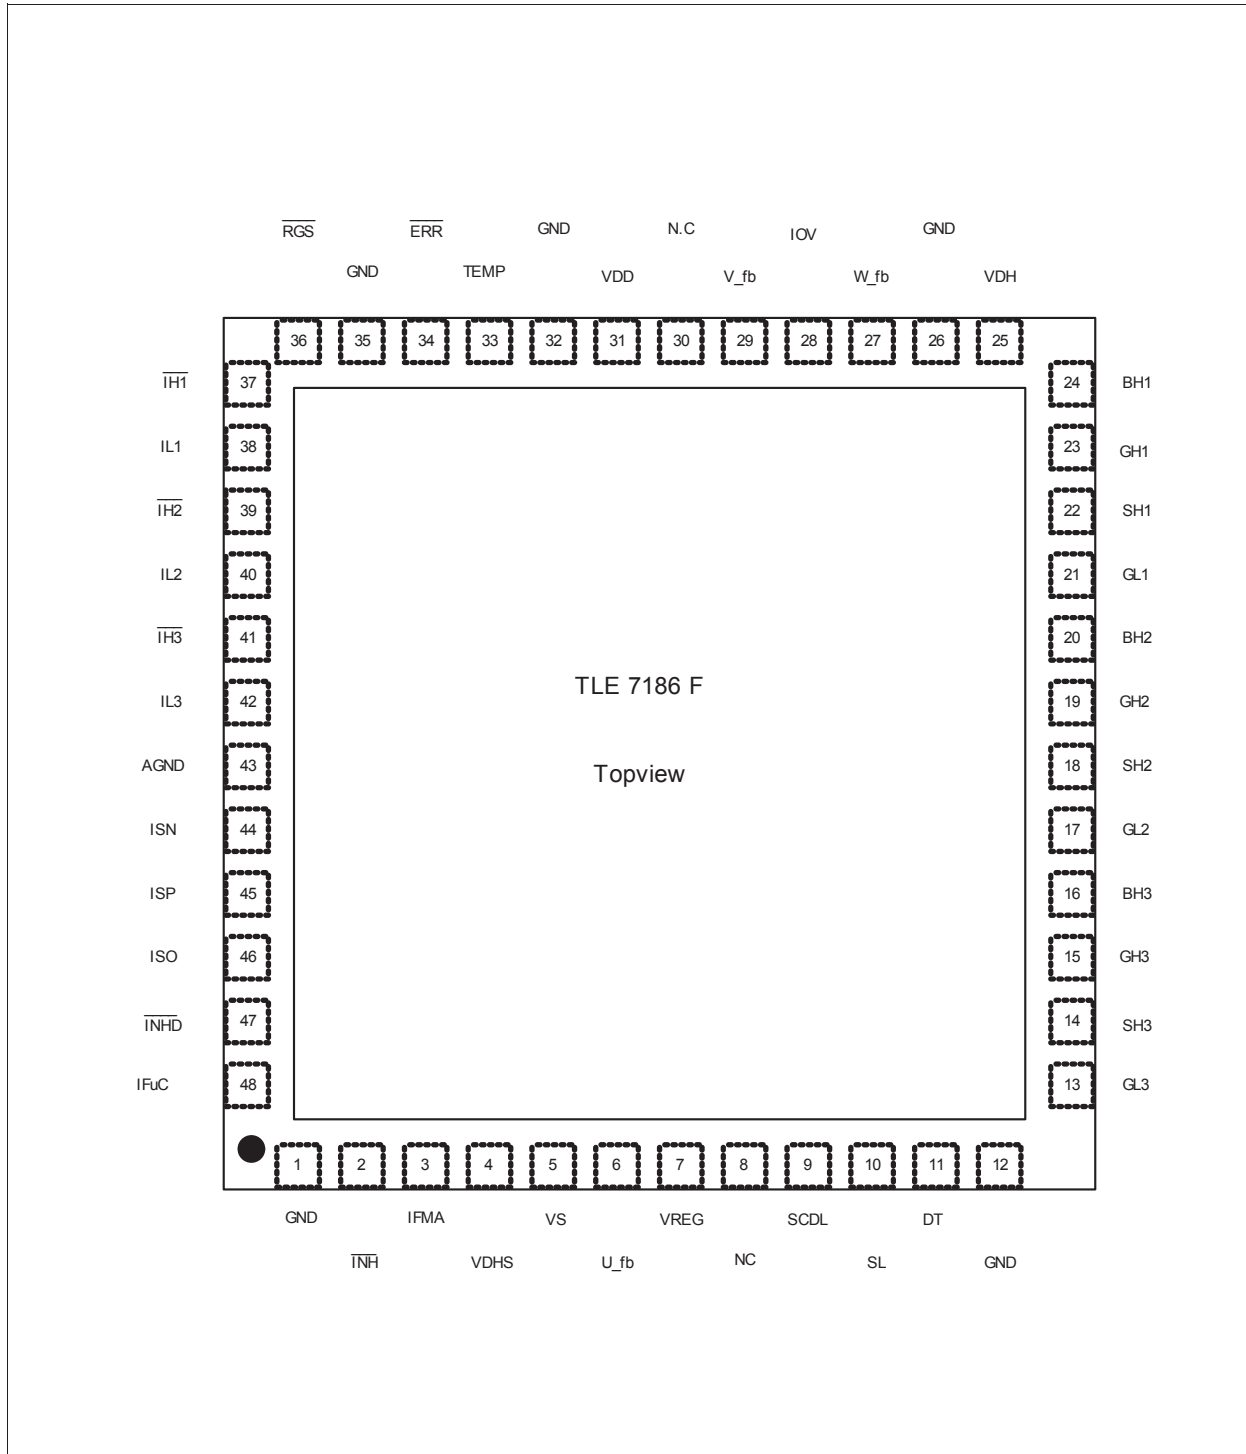 RGS ERR GND N.C IOV GND
GND TEMP VDD V_fb W_fb VDH
36 35 34 33 32 31 30 29 28 27 26 25
IH1 37 24 BH1
IL1 38 23 GH1
IH2 39 22 SH1
IL2 40 21 GL1
IH3 41 20 BH2
IL3 42 19 GH2
TLE 7186 F
AGND 43 18 SH2
Topview
ISN 44 17 GL2
ISP 45 16 BH3
ISO 46 15 GH3
INHD 47 14 SH3
IFuC 48 13 GL3
1 2 3 4 5 6 7 8 9 10 11 12
GND IFMA VS VREG SCDL DT
INH VDHS U_fb NC SL GND